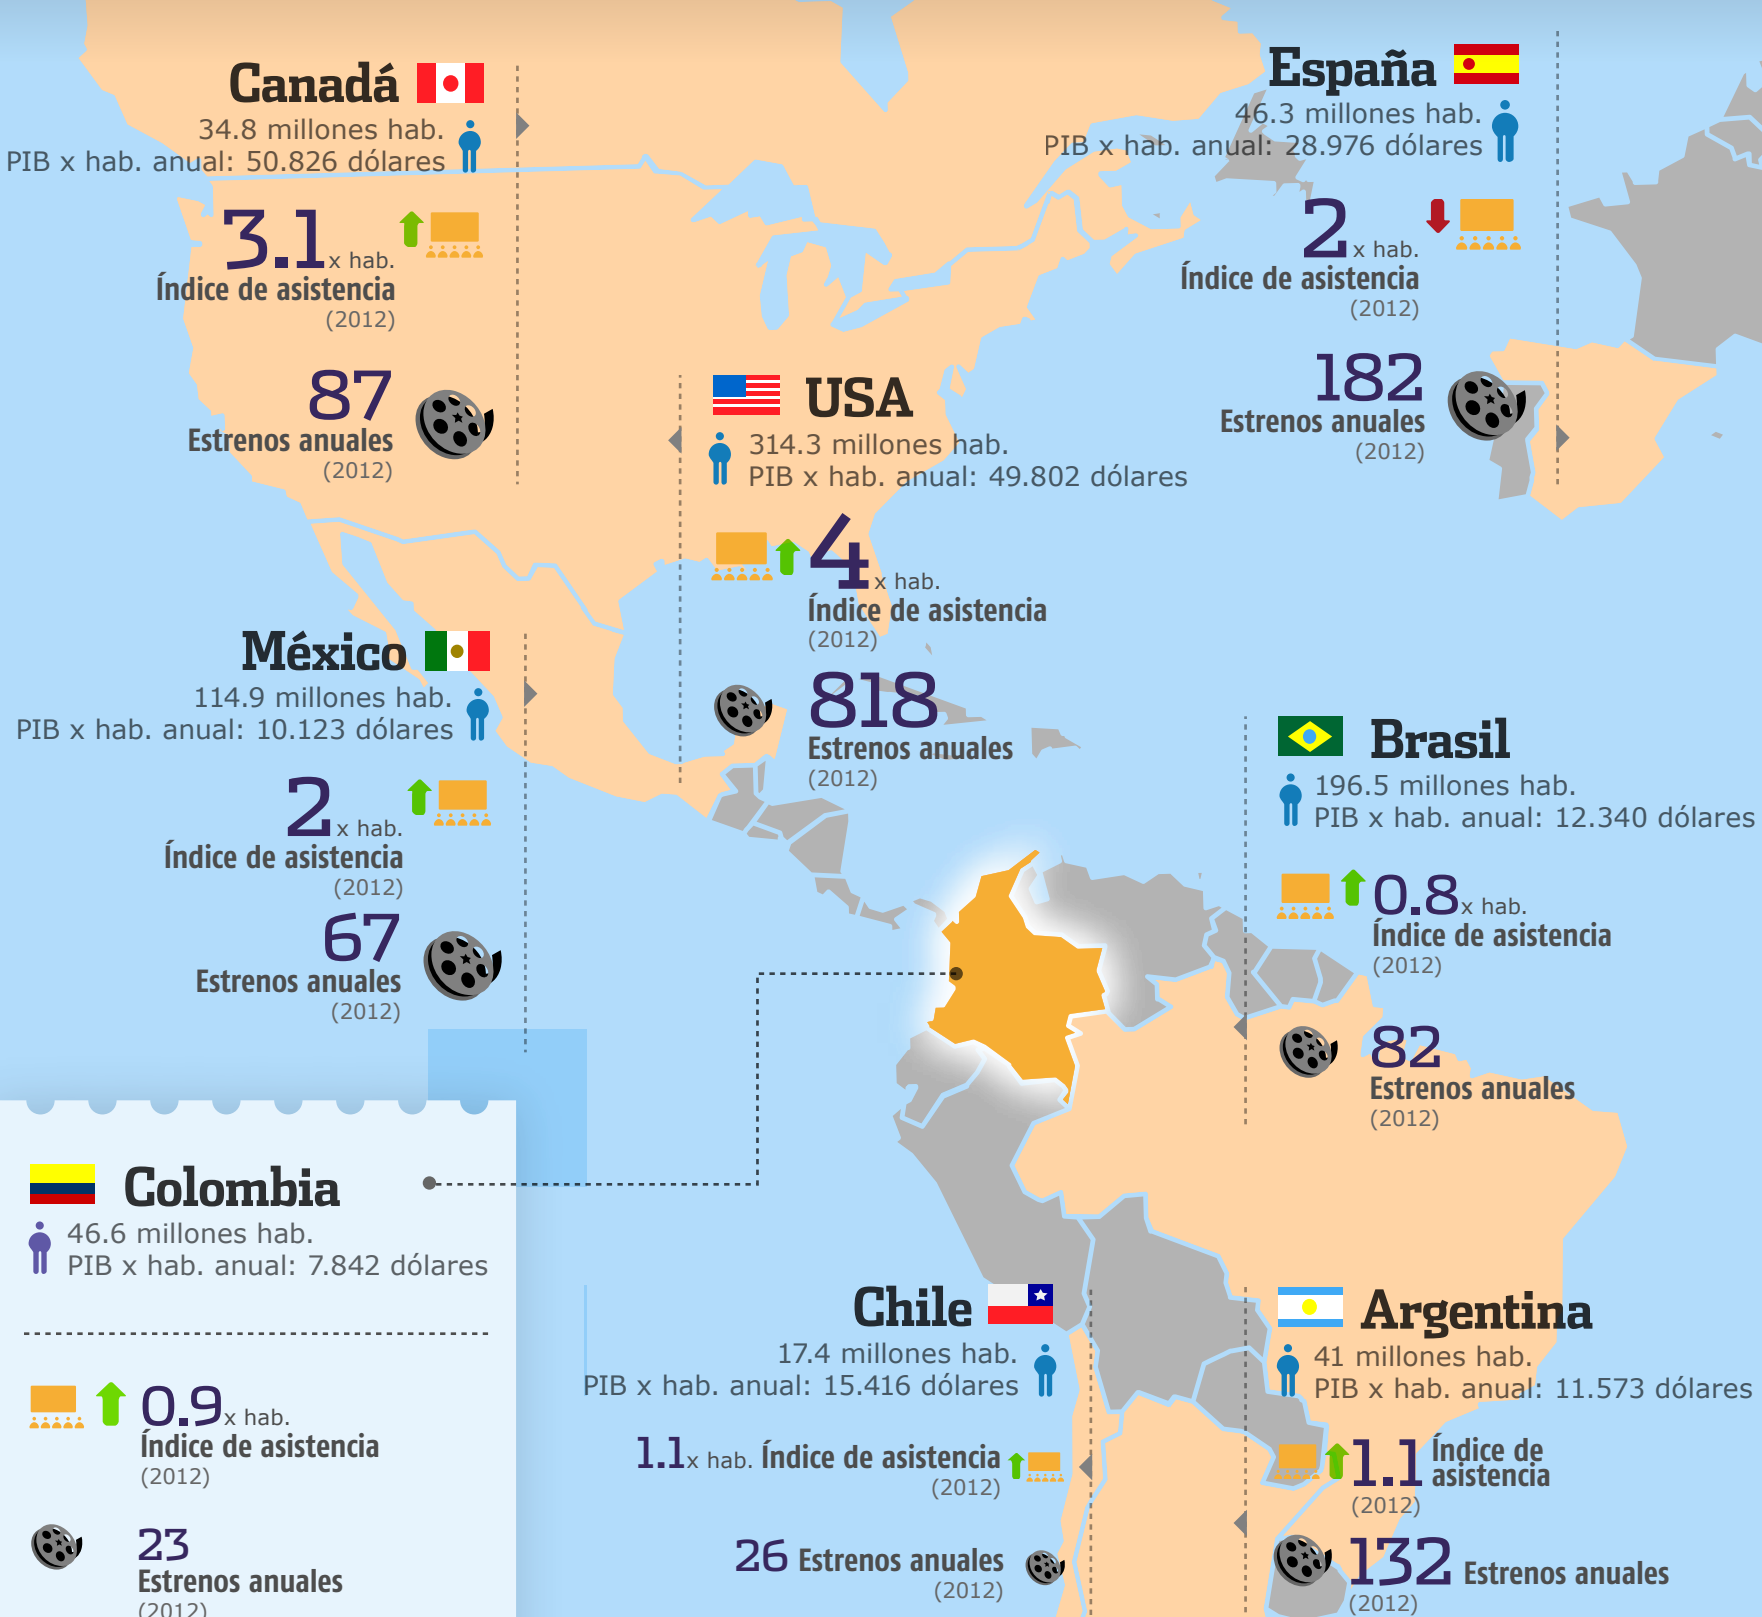 Canadá
34.8 millones hab.
PIB x hab. anual: 50.826 dólares
3.1 x hab.
Índice de asistencia
(2012)
87
Estrenos anuales
(2012)
España
46.3 millones hab.
PIB x hab. anual: 28.976 dólares
2 x hab.
Índice de asistencia
(2012)
182
Estrenos anuales
(2012)
USA
314.3 millones hab.
PIB x hab. anual: 49.802 dólares
4 x hab.
Índice de asistencia
(2012)
818
Estrenos anuales
(2012)
México
114.9 millones hab.
PIB x hab. anual: 10.123 dólares
2 x hab.
Índice de asistencia
(2012)
67
Estrenos anuales
(2012)
Brasil
196.5 millones hab.
PIB x hab. anual: 12.340 dólares
0.8 x hab.
Índice de asistencia
(2012)
82
Estrenos anuales
(2012)
Colombia
46.6 millones hab.
PIB x hab. anual: 7.842 dólares
0.9 x hab.
Índice de asistencia
(2012)
23
Estrenos anuales
(2012)
Chile
17.4 millones hab.
PIB x hab. anual: 15.416 dólares
1.1 x hab. Índice de asistencia
(2012)
26 Estrenos anuales
(2012)
Argentina
41 millones hab.
PIB x hab. anual: 11.573 dólares
1.1 Índice de
asistencia
(2012)
132 Estrenos anuales
(2012)